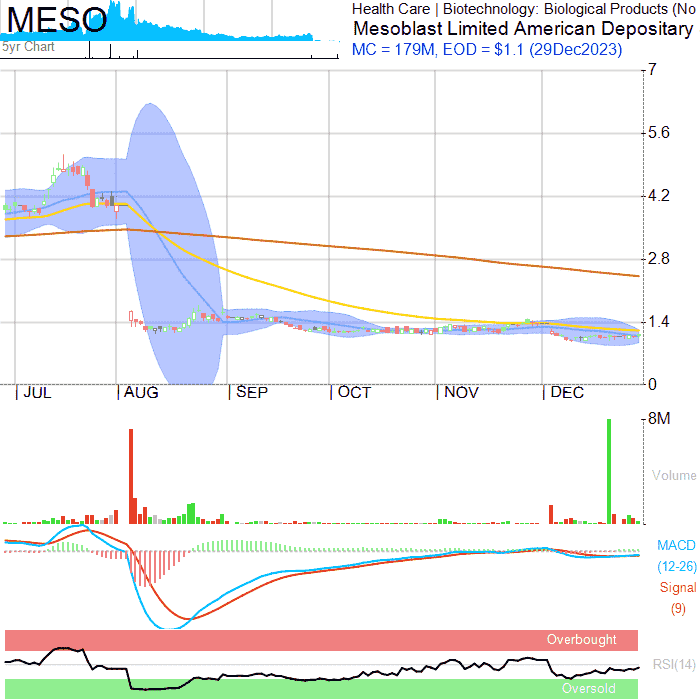 MESO
5yr Chart
Health Care | Biotechnology: Biological Products (No
Mesoblast Limited American Depositary
MC = 179M, EOD = $1.1 (29Dec2023)
7
5.6
4.2
2.8
1.4
0
JUL AUG SEP OCT NOV DEC
8M
Volume
MACD
(12-26)
Signal
(9)
Overbought
RSI(14)
Oversold